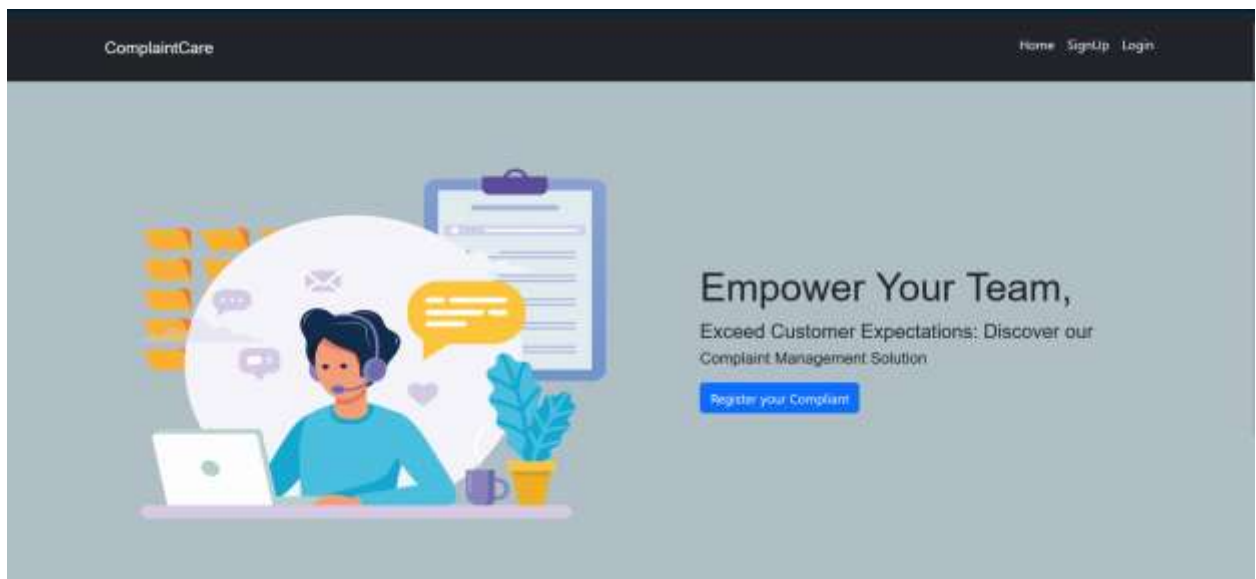 ComplaintCare
Home SignUp Login
Empower Your Team,
Exceed Customer Expectations: Discover our
Complaint Management Solution
Register your Compliant